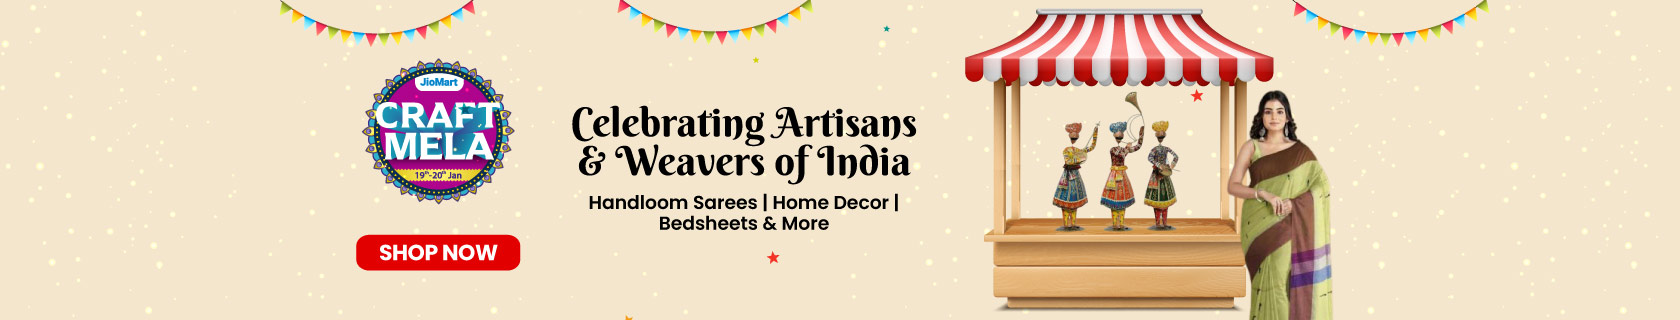 JioMart
CRAFT
MELA
19th-20th Jan
SHOP NOW
Celebrating Artisans
& Weavers of India
Handloom Sarees | Home Decor |
Bedsheets & More